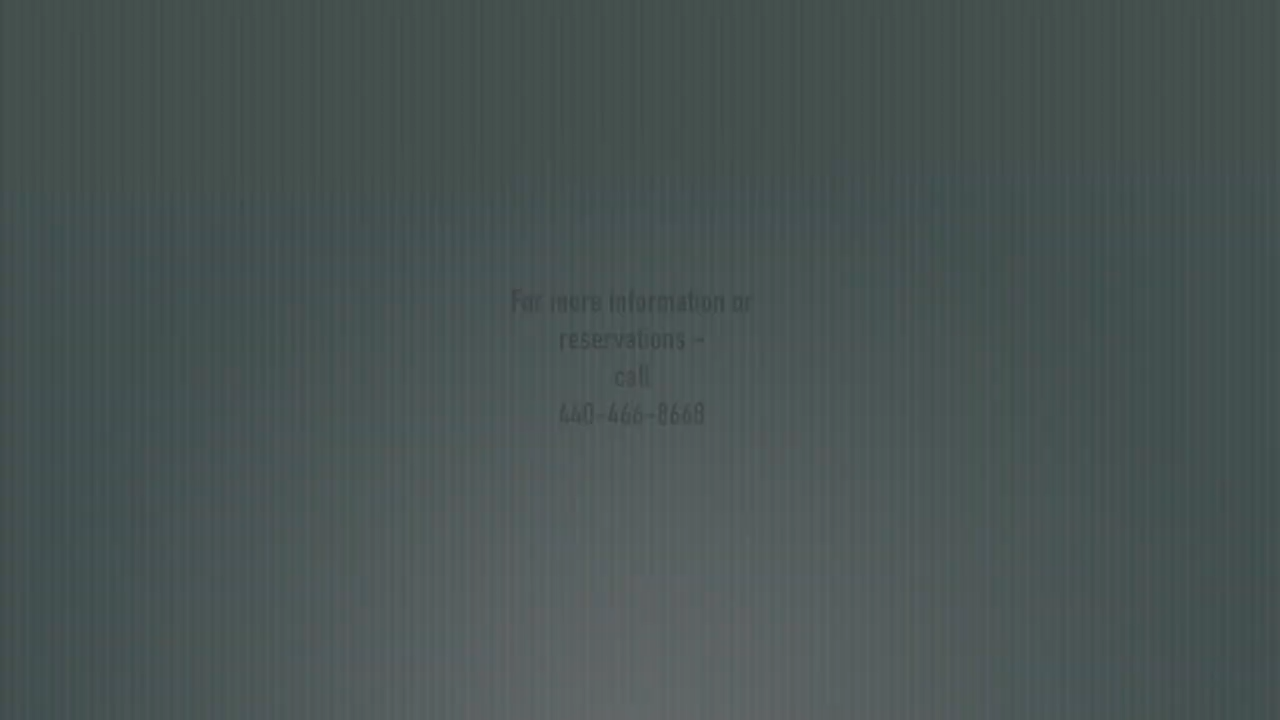 For more information or
reservations –
call
440-466-8668